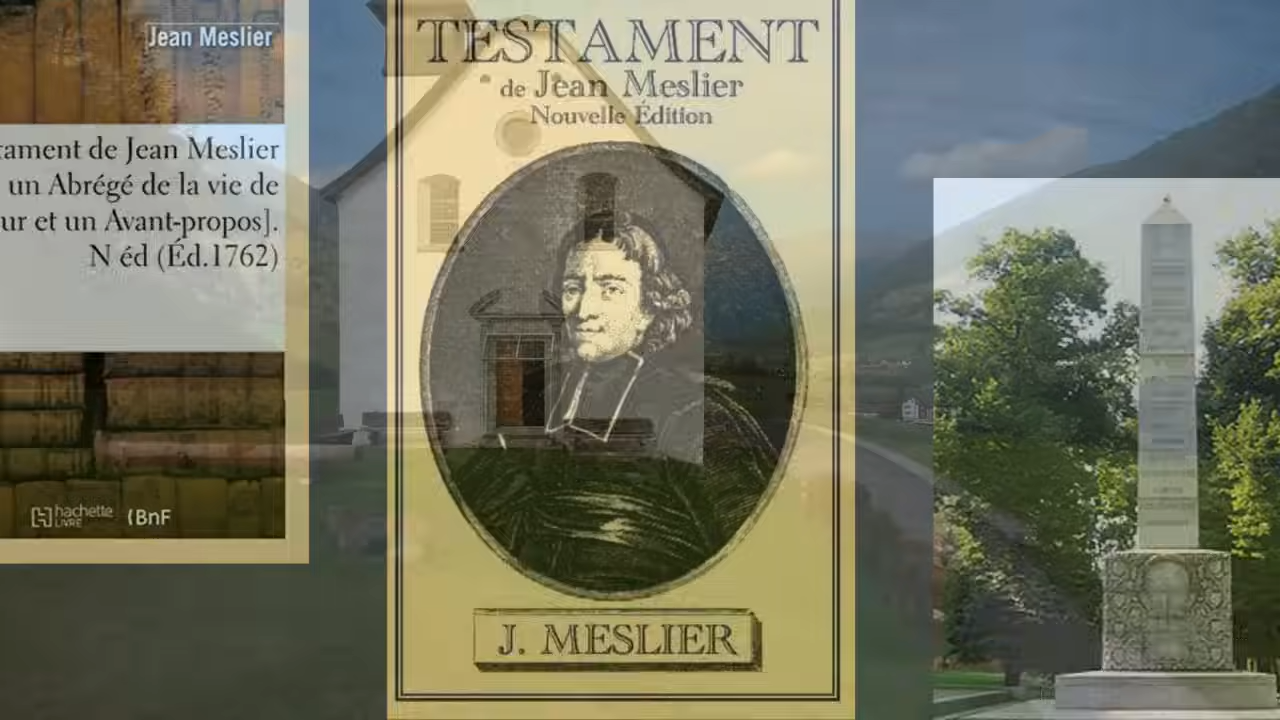 Jean Meslier
tament de Jean Meslier
un Abrégé de la vie de
ur et un Avant-propos].
N éd (Éd.1762)
hachette
LIVRE
(BnF
TESTAMENT
de Jean Meslier
Nouvelle Édition
J. MESLIER